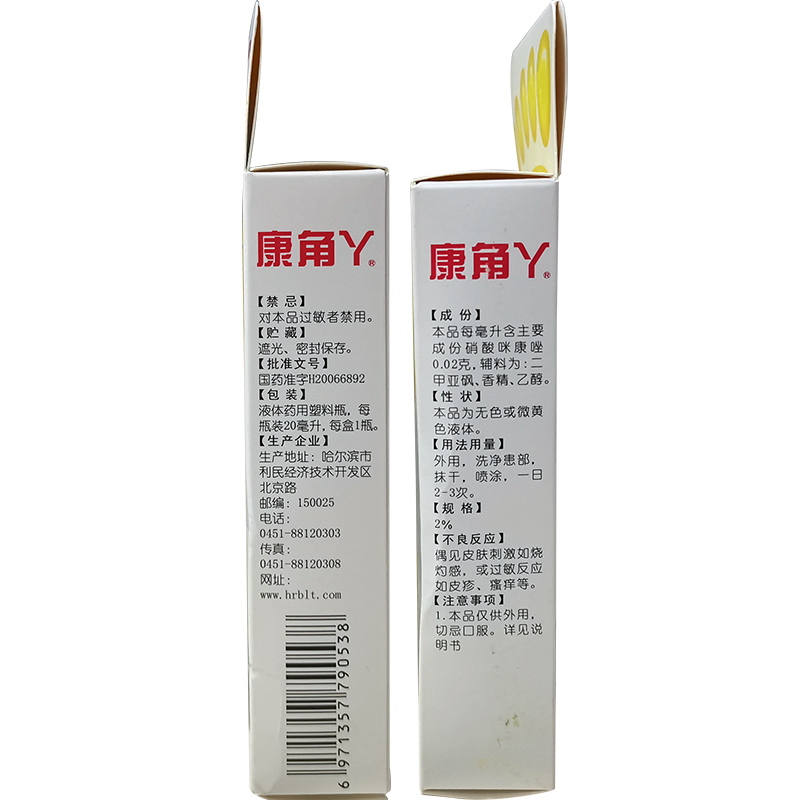 康角丫®
【禁 忌】
对本品过敏者禁用。
【贮 藏】
遮光、密封保存。
【批准文号】
国药准字H20066892
【包 装】
液体药用塑料瓶,每
瓶装20毫升,每盒1瓶。
【生产企业】
生产地址:哈尔滨市
利民经济技术开发区
北京路
邮编:150025
电话:
0451-88120303
传真:
0451-88120308
网址:
www.hrblt.com
6 971357 790538
康角丫®
【成 份】
本品每毫升含主要
成份硝酸咪康唑
0.02克,辅料为:二
甲亚砜、香精、乙醇。
【性 状】
本品为无色或微黄
色液体。
【用法用量】
外用,洗净患部,
抹干,喷涂,一日
2-3次。
【规 格】
2%
【不良反应】
偶见皮肤刺激如烧
灼感,或过敏反应
如皮疹、瘙痒等。
【注意事项】
1.本品仅供外用,
切忌口服。详见说
明书